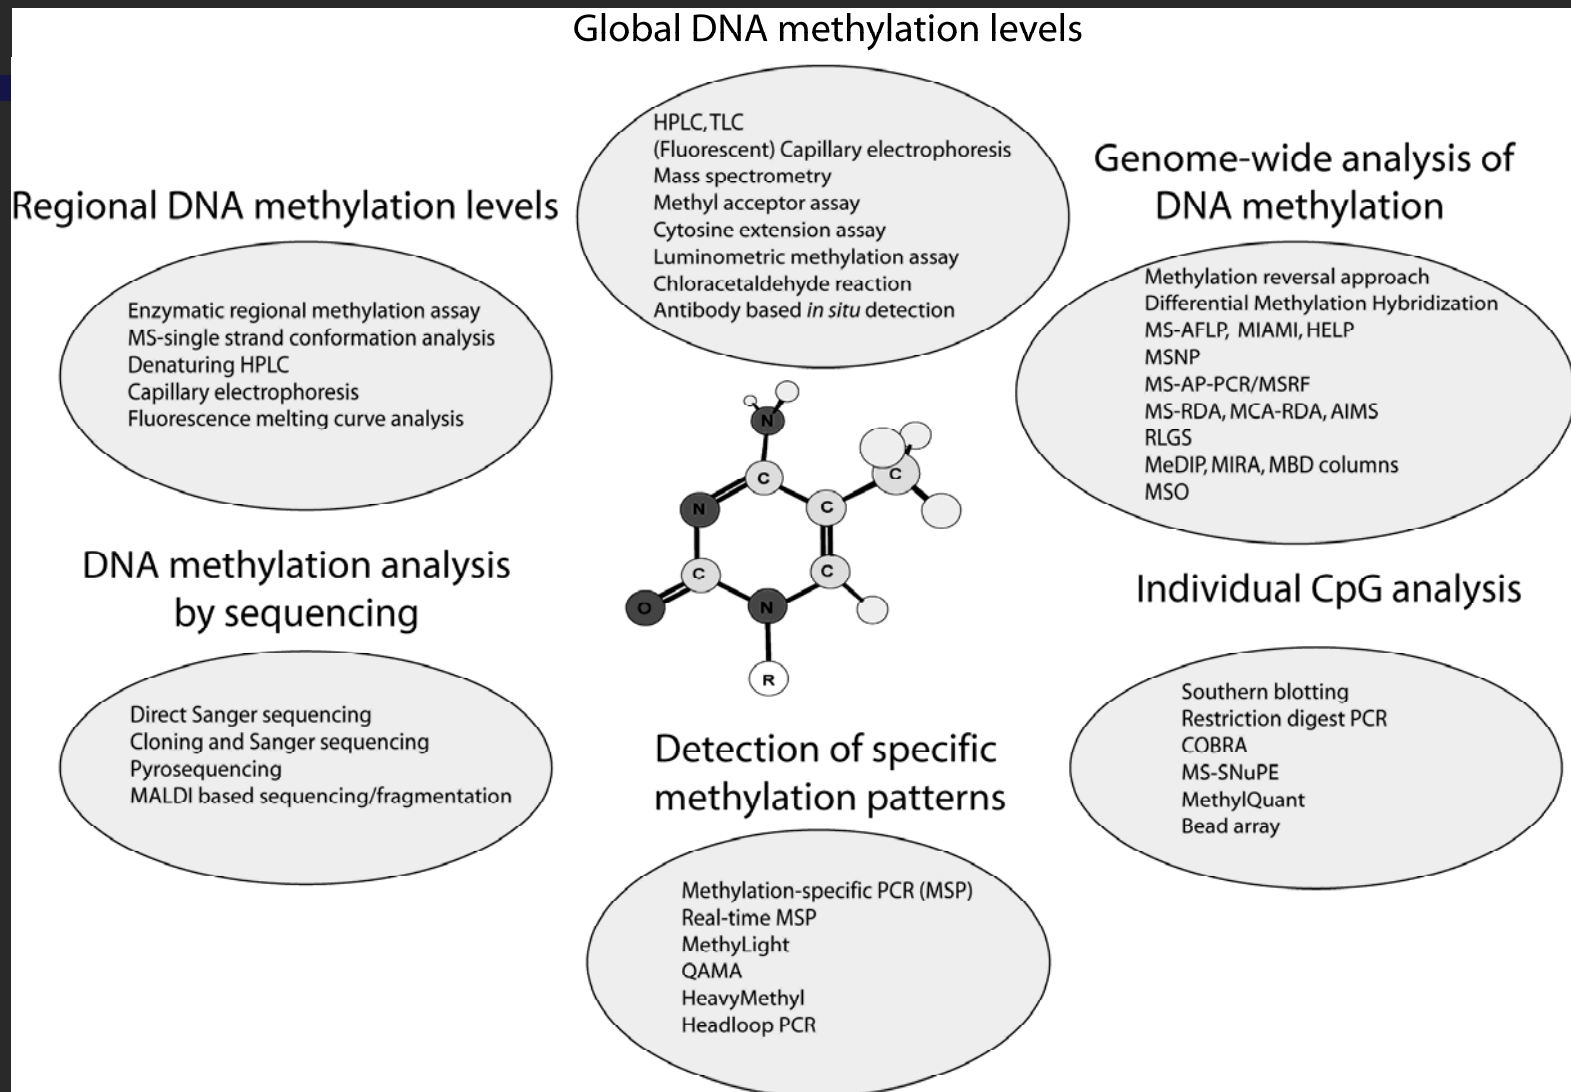 Global DNA methylation levels
HPLC, TLC
(Fluorescent) Capillary electrophoresis
Mass spectrometry
Methyl acceptor assay
Cytosine extension assay
Luminometric methylation assay
Chloracetaldehyde reaction
Antibody based in situ detection
Genome-wide analysis of
DNA methylation
Methylation reversal approach
Differential Methylation Hybridization
MS-AFLP, MIAMI, HELP
MSNP
MS-AP-PCR/MSRF
MS-RDA, MCA-RDA, AIMS
RLGS
MeDIP, MIRA, MBD columns
MSO
Regional DNA methylation levels
Enzymatic regional methylation assay
MS-single strand conformation analysis
Denaturing HPLC
Capillary electrophoresis
Fluorescence melting curve analysis
N
C
C
N
C
C
C
O
N
R
DNA methylation analysis
by sequencing
Direct Sanger sequencing
Cloning and Sanger sequencing
Pyrosequencing
MALDI based sequencing/fragmentation
Individual CpG analysis
Southern blotting
Restriction digest PCR
COBRA
MS-SNuPE
MethylQuant
Bead array
Detection of specific
methylation patterns
Methylation-specific PCR (MSP)
Real-time MSP
MethyLight
QAMA
HeavyMethyl
Headloop PCR